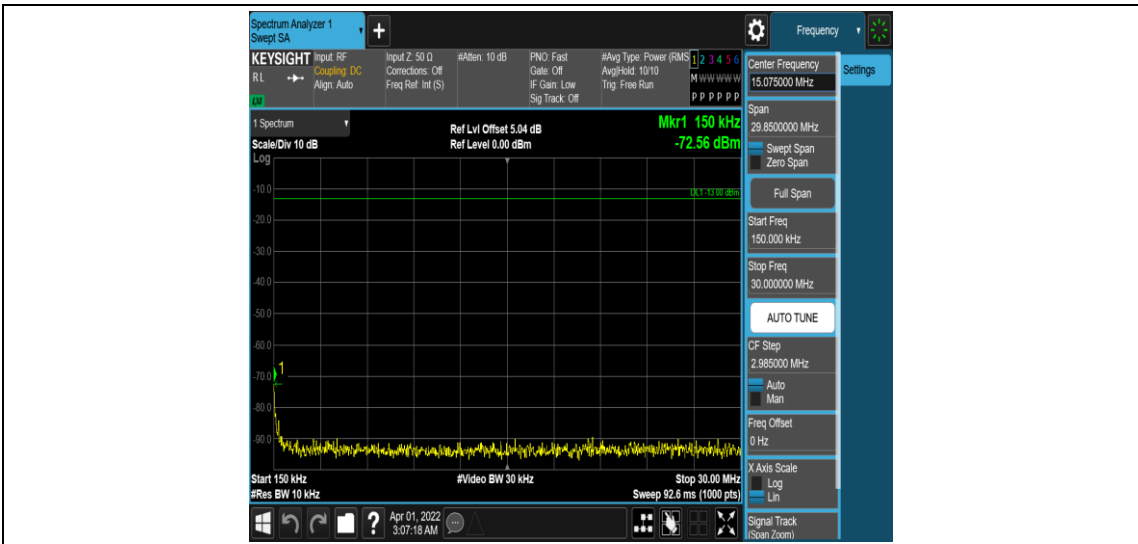 Spectrum Analyzer 1
Swept SA
+
Frequency
KEYSIGHT
Input: RF
Input Z: 50 Ω
#Atten: 10 dB
PNO: Fast
#Avg Type: Power (RMS
1 2 3 4 5 6
R L
Coupling: DC
Corrections: Off
Gate: Off
Avg|Hold: 10/10
M W W W W W
Align: Auto
Freq Ref: Int (S)
IF Gain: Low
Trig: Free Run
Sig Track: Off
P P P P P P
LXI
1 Spectrum
Ref Lvl Offset 5.04 dB
Mkr1 150 kHz
Scale/Div 10 dB
Ref Level 0.00 dBm
-72.56 dBm
Log
DL1 -13.00 dBm
-10.0
-20.0
-30.0
-40.0
-50.0
-60.0
-70.0
1
-80.0
-90.0
Start 150 kHz
#Video BW 30 kHz
Stop 30.00 MHz
#Res BW 10 kHz
Sweep 92.6 ms (1000 pts)
Center Frequency
15.075000 MHz
Settings
Span
29.8500000 MHz
Swept Span
Zero Span
Full Span
Start Freq
150.000 kHz
Stop Freq
30.000000 MHz
AUTO TUNE
CF Step
2.985000 MHz
Auto
Man
Freq Offset
0 Hz
X Axis Scale
Log
Lin
Signal Track
(Span Zoom)
?
Apr 01, 2022
3:07:18 AM